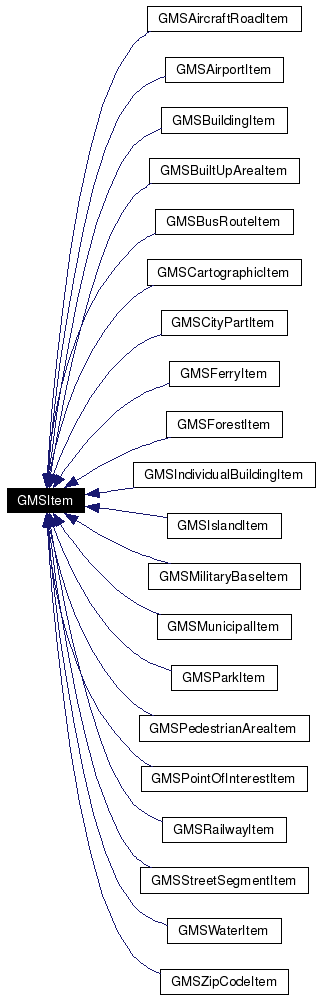 GMSAircraftRoadItem
GMSAirportItem
GMSBuildingItem
GMSBuiltUpAreaItem
GMSBusRouteItem
GMSCartographicItem
GMSCityPartItem
GMSFerryItem
GMSForestItem
GMSIndividualBuildingItem
GMSItem
GMSIslandItem
GMSMilitaryBaseItem
GMSMunicipalItem
GMSParkItem
GMSPedestrianAreaItem
GMSPointOfInterestItem
GMSRailwayItem
GMSStreetSegmentItem
GMSWaterItem
GMSZipCodeItem